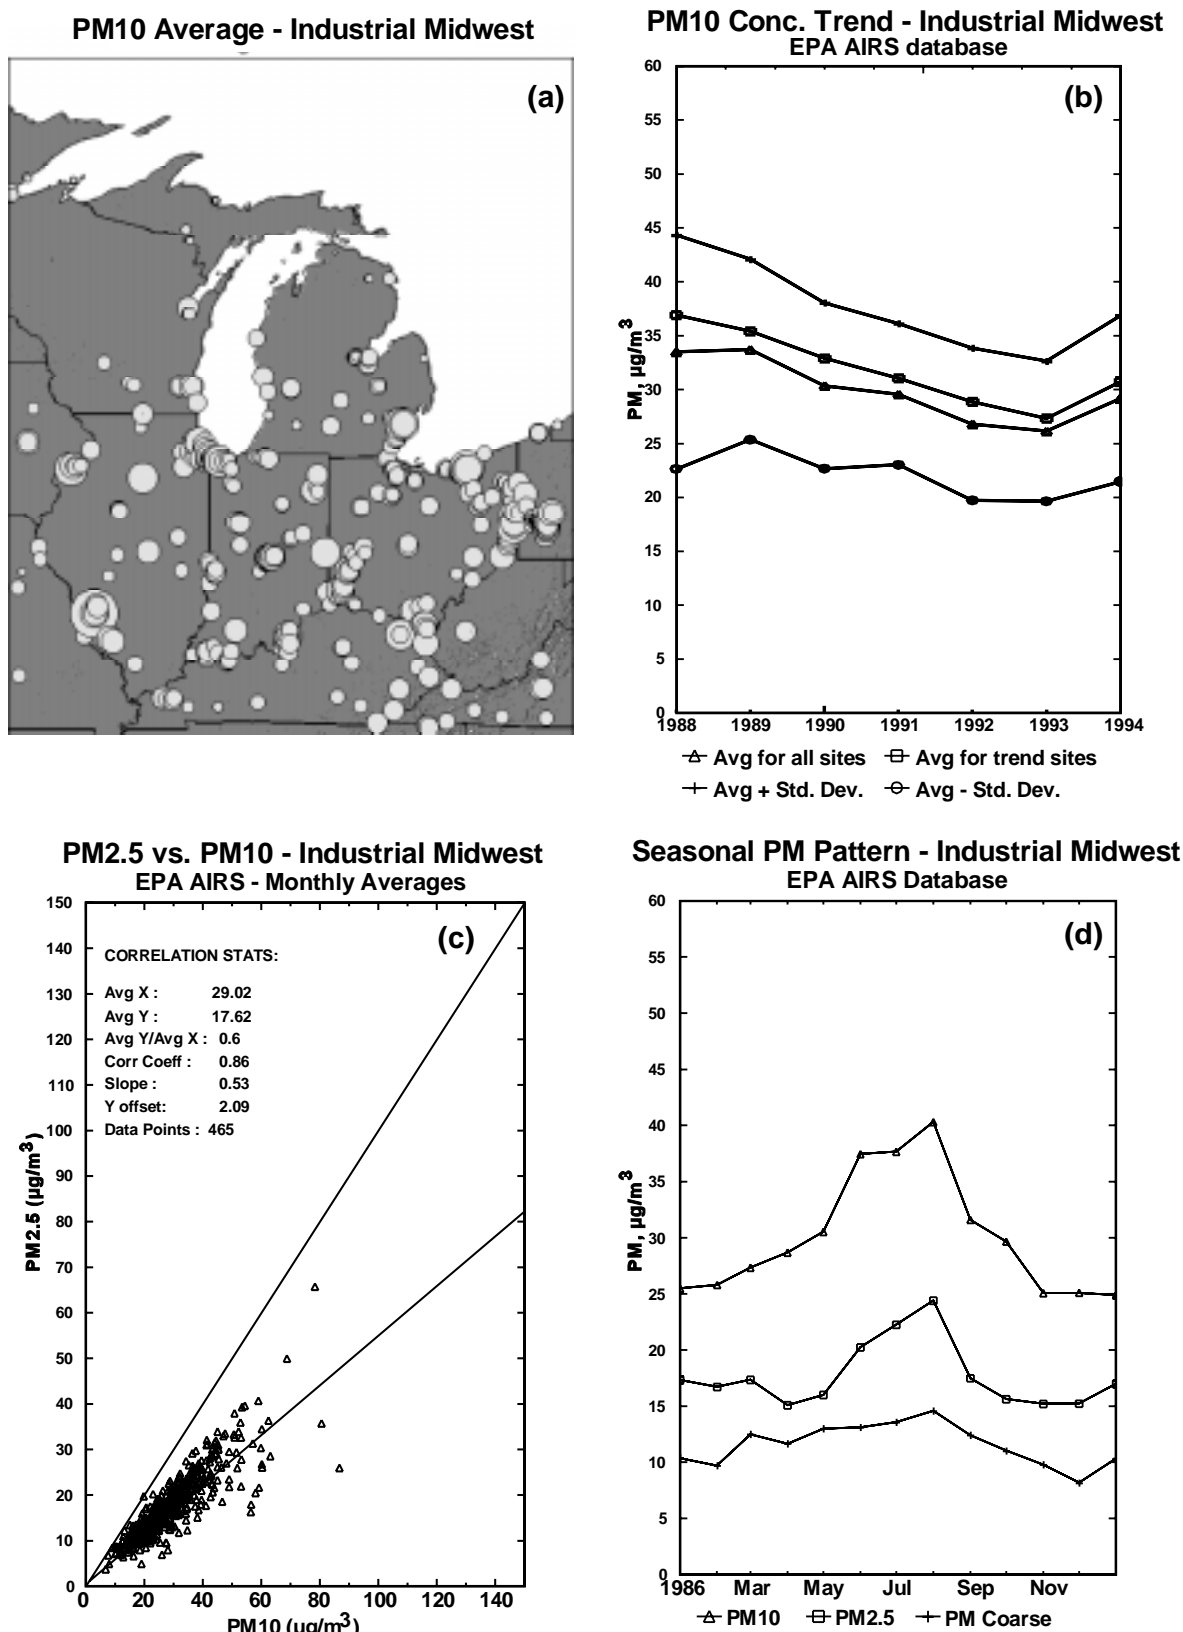 PM10 Average - Industrial Midwest
(a)
PM10 Conc. Trend - Industrial Midwest
EPA AIRS database
(b)
60
55
50
45
40
35
30
25
20
15
10
5
0
PM, µg/m3
1988 1989 1990 1991 1992 1993 1994
Avg for all sites Avg for trend sites
Avg + Std. Dev. Avg - Std. Dev.
PM2.5 vs. PM10 - Industrial Midwest
EPA AIRS - Monthly Averages
(c)
150
140
130
120
110
100
90
80
70
60
50
40
30
20
10
0
PM2.5 (µg/m3)
CORRELATION STATS:
Avg X : 29.02
Avg Y : 17.62
Avg Y/Avg X : 0.6
Corr Coeff : 0.86
Slope : 0.53
Y offset: 2.09
Data Points : 465
0 20 40 60 80 100 120 140
PM10 (µg/m3)
Seasonal PM Pattern - Industrial Midwest
EPA AIRS Database
(d)
60
55
50
45
40
35
30
25
20
15
10
5
0
PM, µg/m3
1986 Mar May Jul Sep Nov
PM10 PM2.5 PM Coarse